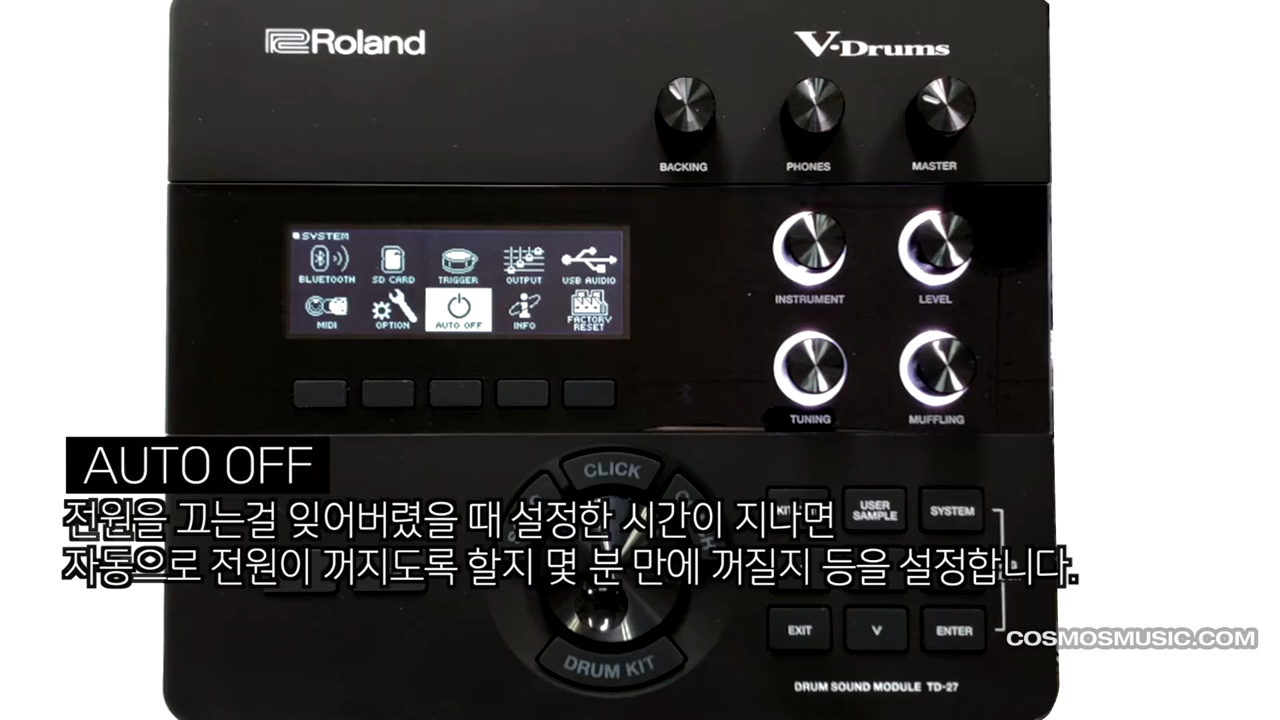 Roland
V-Drums
BACKING
PHONES
MASTER
SYSTEM
BLUETOOTH
SD CARD
TRIGGER
OUTPUT
USB AUDIO
MIDI
OPTION
AUTO OFF
INFO
FACTORY RESET
INSTRUMENT
LEVEL
TUNING
MUFFLING
CLICK
AUTO OFF
전원을 끄는걸 잊어버렸을 때 설정한 시간이 지나면
자동으로 전원이 꺼지도록 할지 몇 분 만에 꺼질지 등을 설정합니다.
USER
SAMPLE
SYSTEM
EXIT
V
ENTER
DRUM KIT
COSMOSMUSIC.COM
DRUM SOUND MODULE TD-27